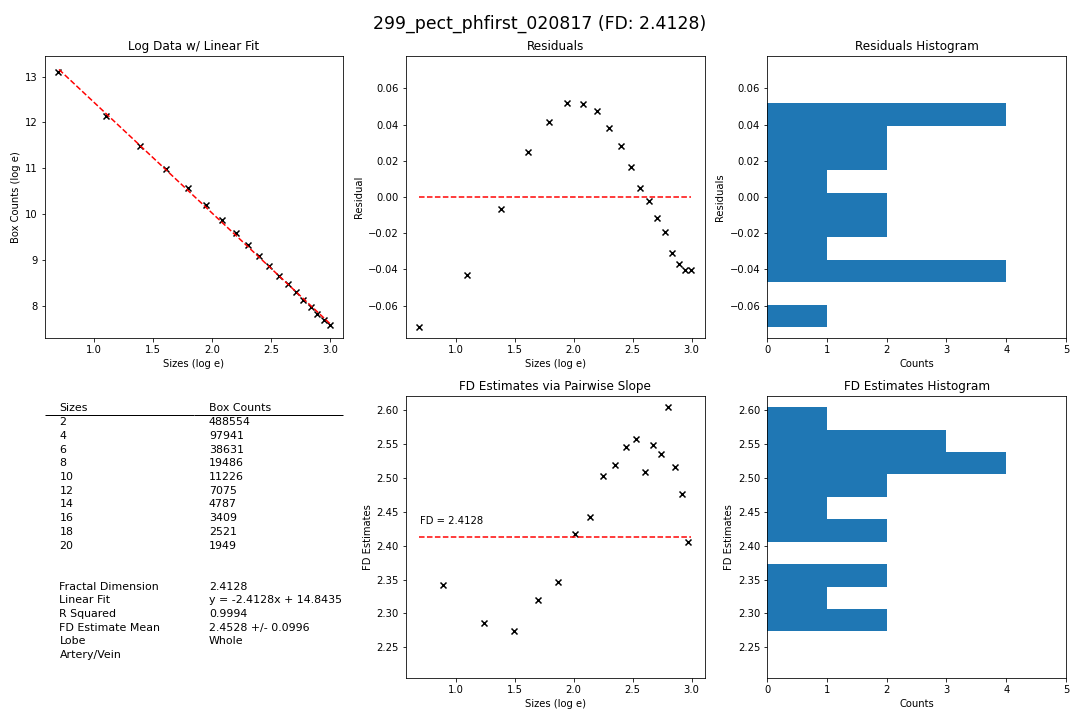 299_pect_phfirst_020817 (FD: 2.4128)
Log Data w/ Linear Fit
Box Counts (log e)
13
12
11
10
9
8
1.0 1.5 2.0 2.5 3.0
Sizes (log e)
Residuals
Residual
0.06
0.04
0.02
0.00
−0.02
−0.04
−0.06
1.0 1.5 2.0 2.5 3.0
Sizes (log e)
Residuals Histogram
Residuals
0.06
0.04
0.02
0.00
−0.02
−0.04
−0.06
0 1 2 3 4 5
Counts
Sizes Box Counts
2 488554
4 97941
6 38631
8 19486
10 11226
12 7075
14 4787
16 3409
18 2521
20 1949
Fractal Dimension 2.4128
Linear Fit y = -2.4128x + 14.8435
R Squared 0.9994
FD Estimate Mean 2.4528 +/- 0.0996
Lobe Whole
Artery/Vein
FD Estimates via Pairwise Slope
FD Estimates
2.60
2.55
2.50
2.45
2.40
2.35
2.30
2.25
FD = 2.4128
1.0 1.5 2.0 2.5 3.0
Sizes (log e)
FD Estimates Histogram
FD Estimates
2.60
2.55
2.50
2.45
2.40
2.35
2.30
2.25
0 1 2 3 4 5
Counts